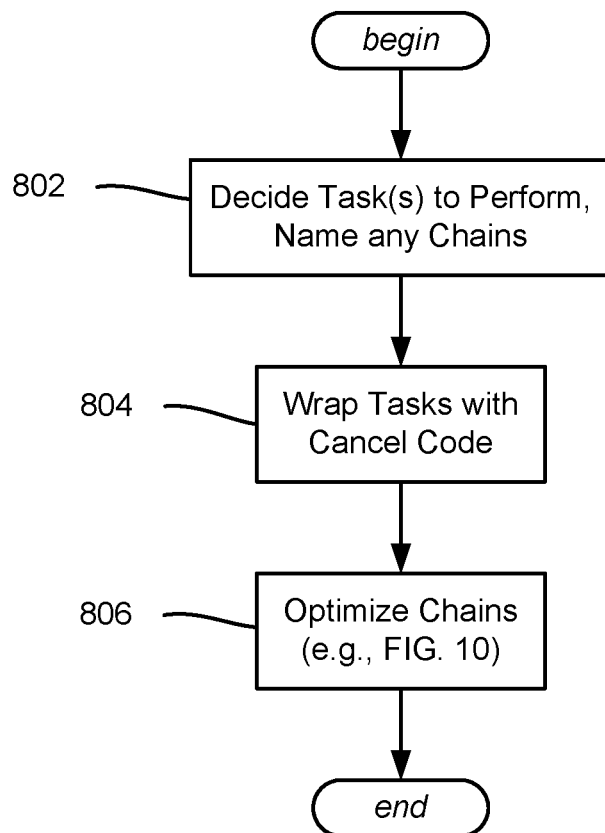 begin
802
Decide Task(s) to Perform,
Name any Chains
804
Wrap Tasks with
Cancel Code
806
Optimize Chains
(e.g., FIG. 10)
end